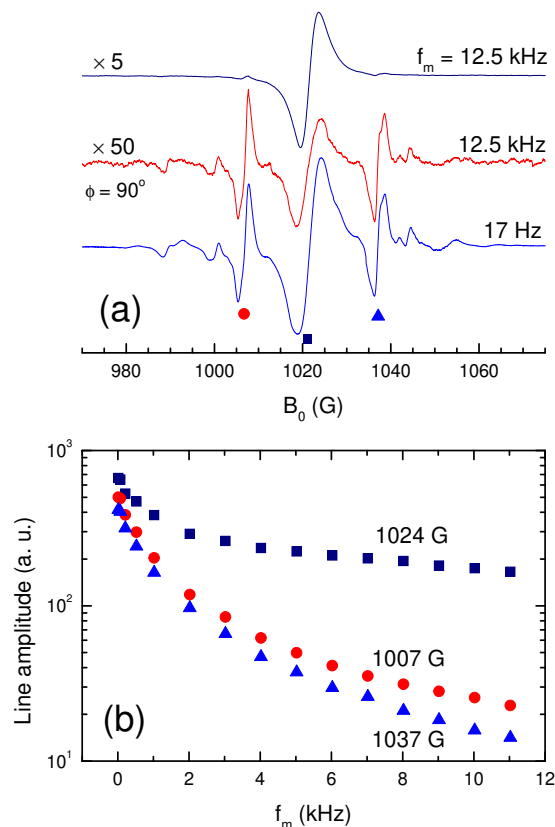 × 5
f_m = 12.5 kHz
× 50
12.5 kHz
ϕ = 90°
17 Hz
(a)
980 1000 1020 1040 1060
B_0 (G)
10^3
1024 G
10^2
1007 G
(b)
1037 G
10^1
0 2 4 6 8 10 12
Line amplitude (a. u.)
f_m (kHz)